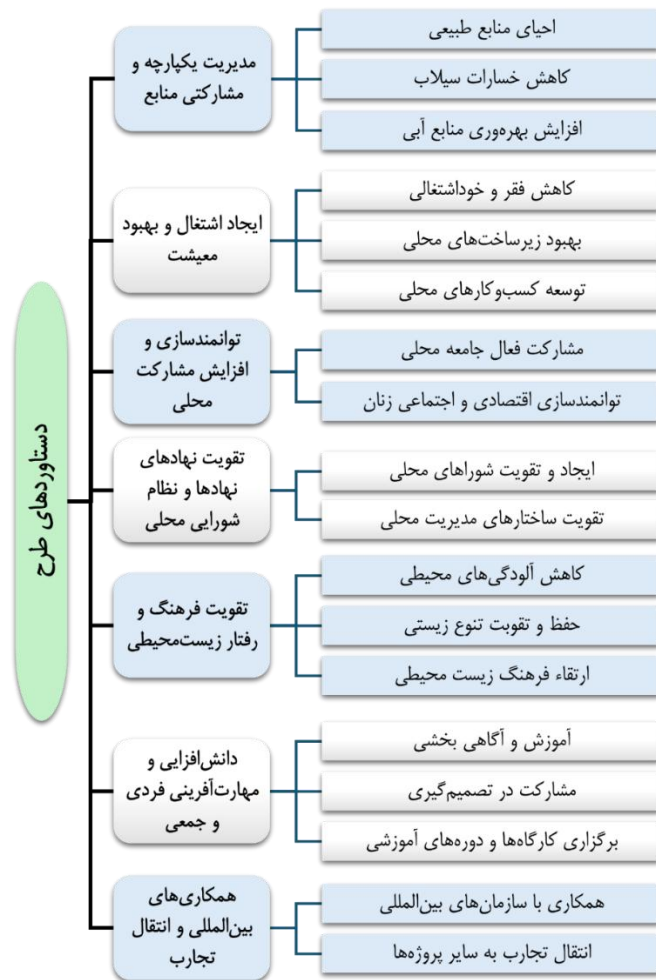 دستاوردهای طرح
مدیریت یکپارچه و
مشارکتی منابع
احیای منابع طبیعی
کاهش خسارات سیلاب
افزایش بهره‌وری منابع آبی
ایجاد اشتغال و بهبود
معیشت
کاهش فقر و خوداشتغالی
بهبود زیرساخت‌های محلی
توسعه کسب‌وکارهای محلی
توانمندسازی و
افزایش مشارکت
محلی
مشارکت فعال جامعه محلی
توانمندسازی اقتصادی و اجتماعی زنان
تقویت نهادهای
نهادها و نظام
شورایی محلی
ایجاد و تقویت شوراهای محلی
تقویت ساختارهای مدیریت محلی
تقویت فرهنگ و
رفتار زیست‌محیطی
کاهش آلودگی‌های محیطی
حفظ و تقویت تنوع زیستی
ارتقاء فرهنگ زیست محیطی
دانش‌افزایی و
مهارت‌آفرینی فردی
و جمعی
آموزش و آگاهی بخشی
مشارکت در تصمیم‌گیری
برگزاری کارگاه‌ها و دوره‌های آموزشی
همکاری‌های
بین‌المللی و انتقال
تجارب
همکاری با سازمان‌های بین‌المللی
انتقال تجارب به سایر پروژه‌ها